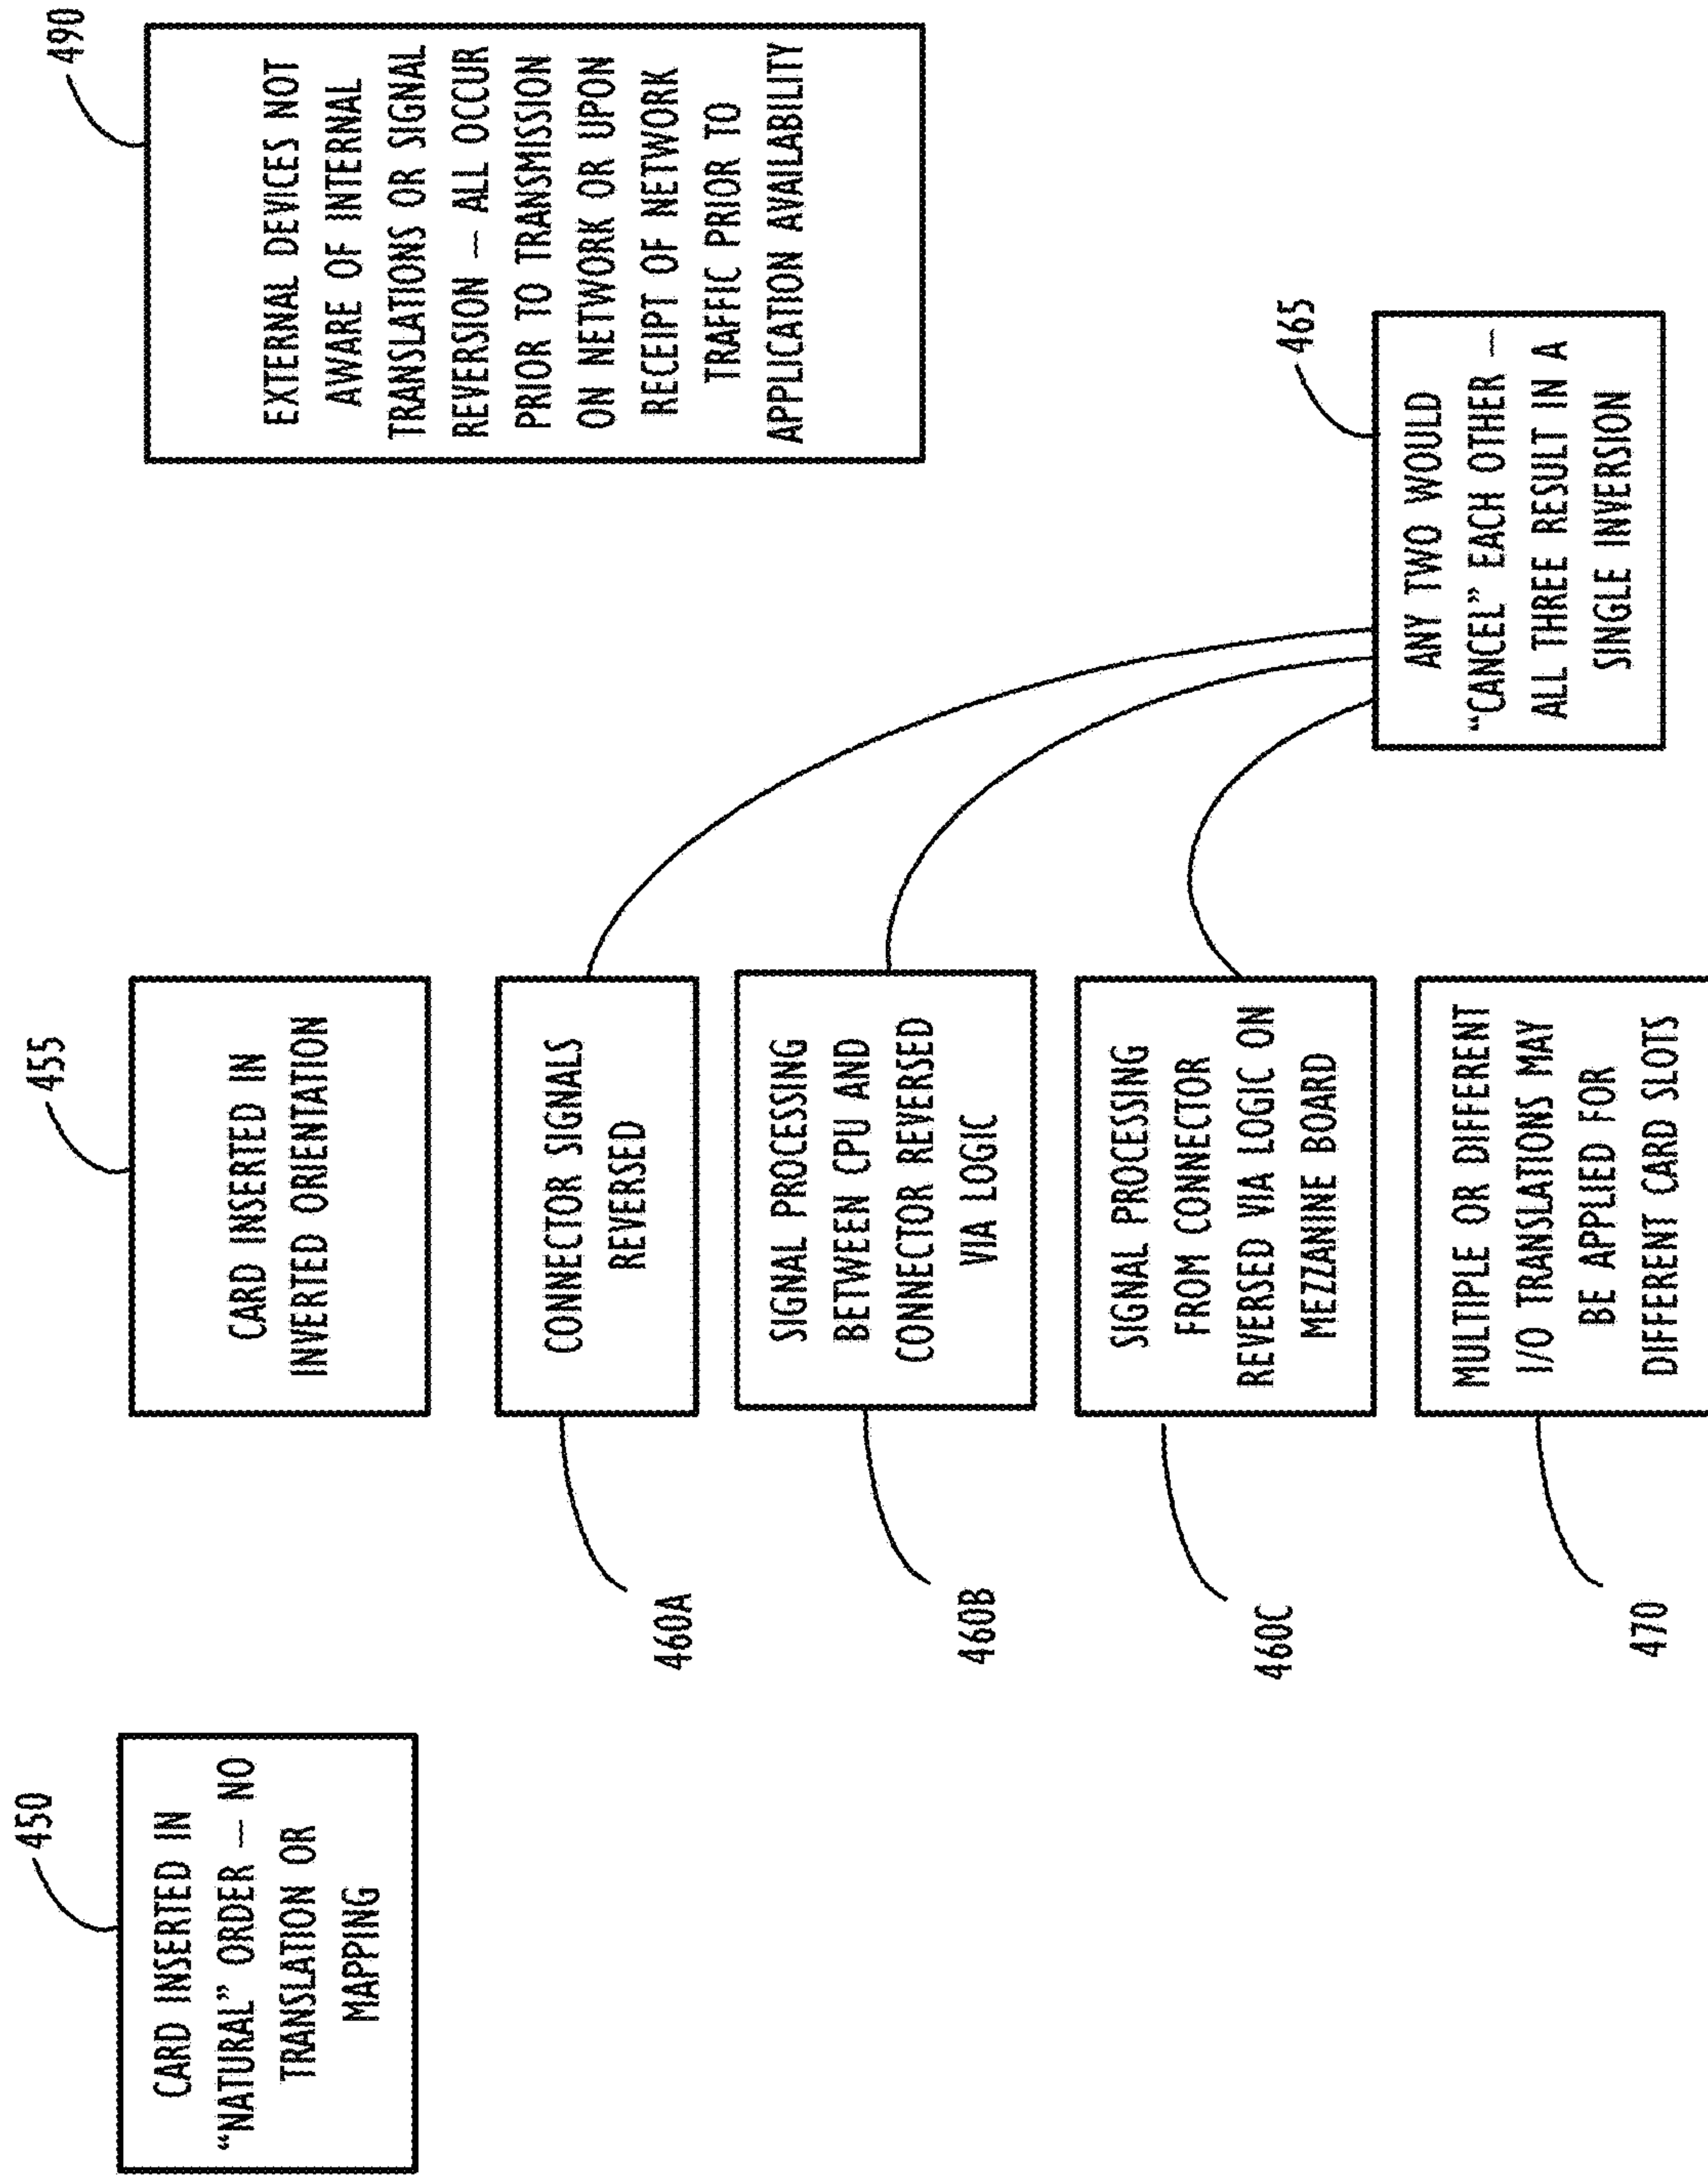 450
CARD INSERTED IN
“NATURAL” ORDER — NO
TRANSLATION OR
MAPPING
455
CARD INSERTED IN
INVERTED ORIENTATION
460A
CONNECTOR SIGNALS
REVERSED
460B
SIGNAL PROCESSING
BETWEEN CPU AND
CONNECTOR REVERSED
VIA LOGIC
460C
SIGNAL PROCESSING
FROM CONNECTOR
REVERSED VIA LOGIC ON
MEZZANINE BOARD
470
MULTIPLE OR DIFFERENT
I/O TRANSLATIONS MAY
BE APPLIED FOR
DIFFERENT CARD SLOTS
490
EXTERNAL DEVICES NOT
AWARE OF INTERNAL
TRANSLATIONS OR SIGNAL
REVERSION — ALL OCCUR
PRIOR TO TRANSMISSION
ON NETWORK OR UPON
RECEIPT OF NETWORK
TRAFFIC PRIOR TO
APPLICATION AVAILABILITY
465
ANY TWO WOULD
“CANCEL” EACH OTHER —
ALL THREE RESULT IN A
SINGLE INVERSION